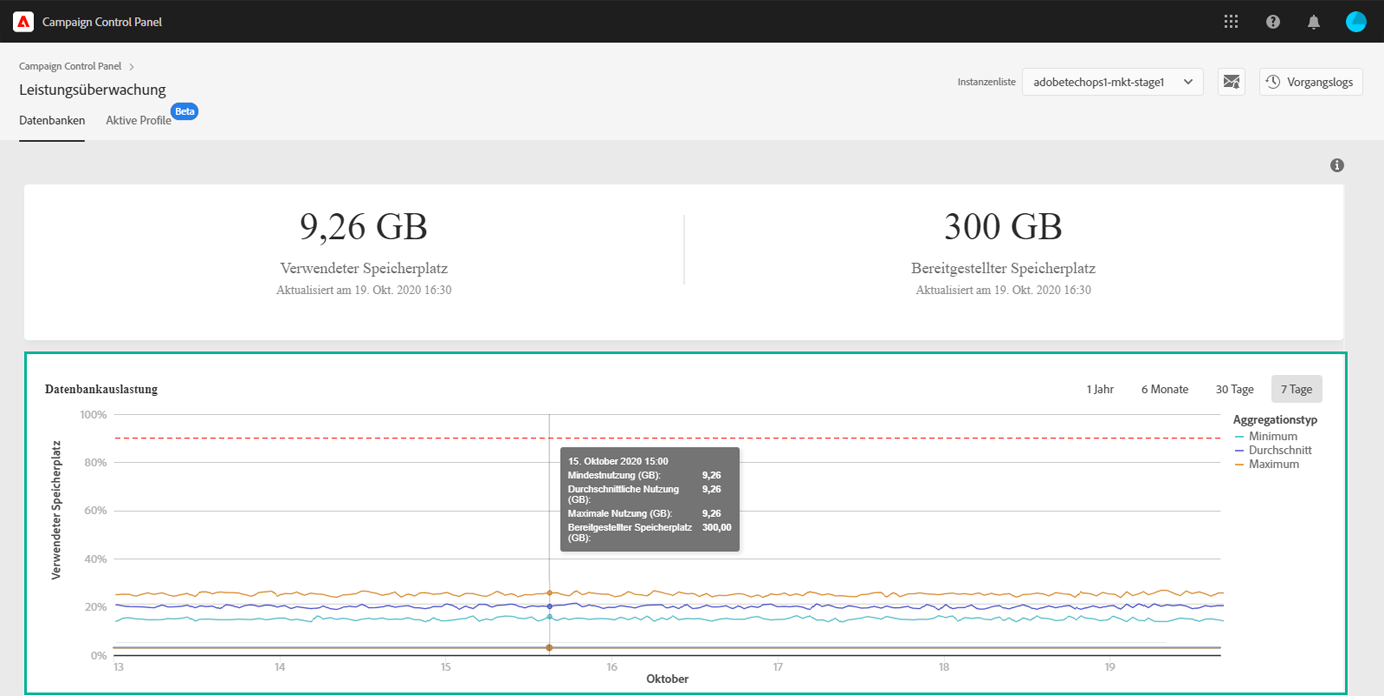 Campaign Control Panel
Campaign Control Panel
Leistungsüberwachung
Instanzenliste
adobetechops1-mkt-stage1
Vorgangslogs
Datenbanken
Aktive Profile
Beta
9,26 GB
Verwendeter Speicherplatz
Aktualisiert am 19. Okt. 2020 16:30
300 GB
Bereitgestellter Speicherplatz
Aktualisiert am 19. Okt. 2020 16:30
Datenbankauslastung
1 Jahr
6 Monate
30 Tage
7 Tage
Verwendeter Speicherplatz
100%
80%
60%
40%
20%
0%
15. Oktober 2020 15:00
Mindestnutzung (GB): 9,26
Durchschnittliche Nutzung 9,26
(GB):
Maximale Nutzung (GB): 9,26
Bereitgestellter Speicherplatz 300,00
(GB):
Aggregationstyp
Minimum
Durchschnitt
Maximum
13 14 15 16 17 18 19
Oktober